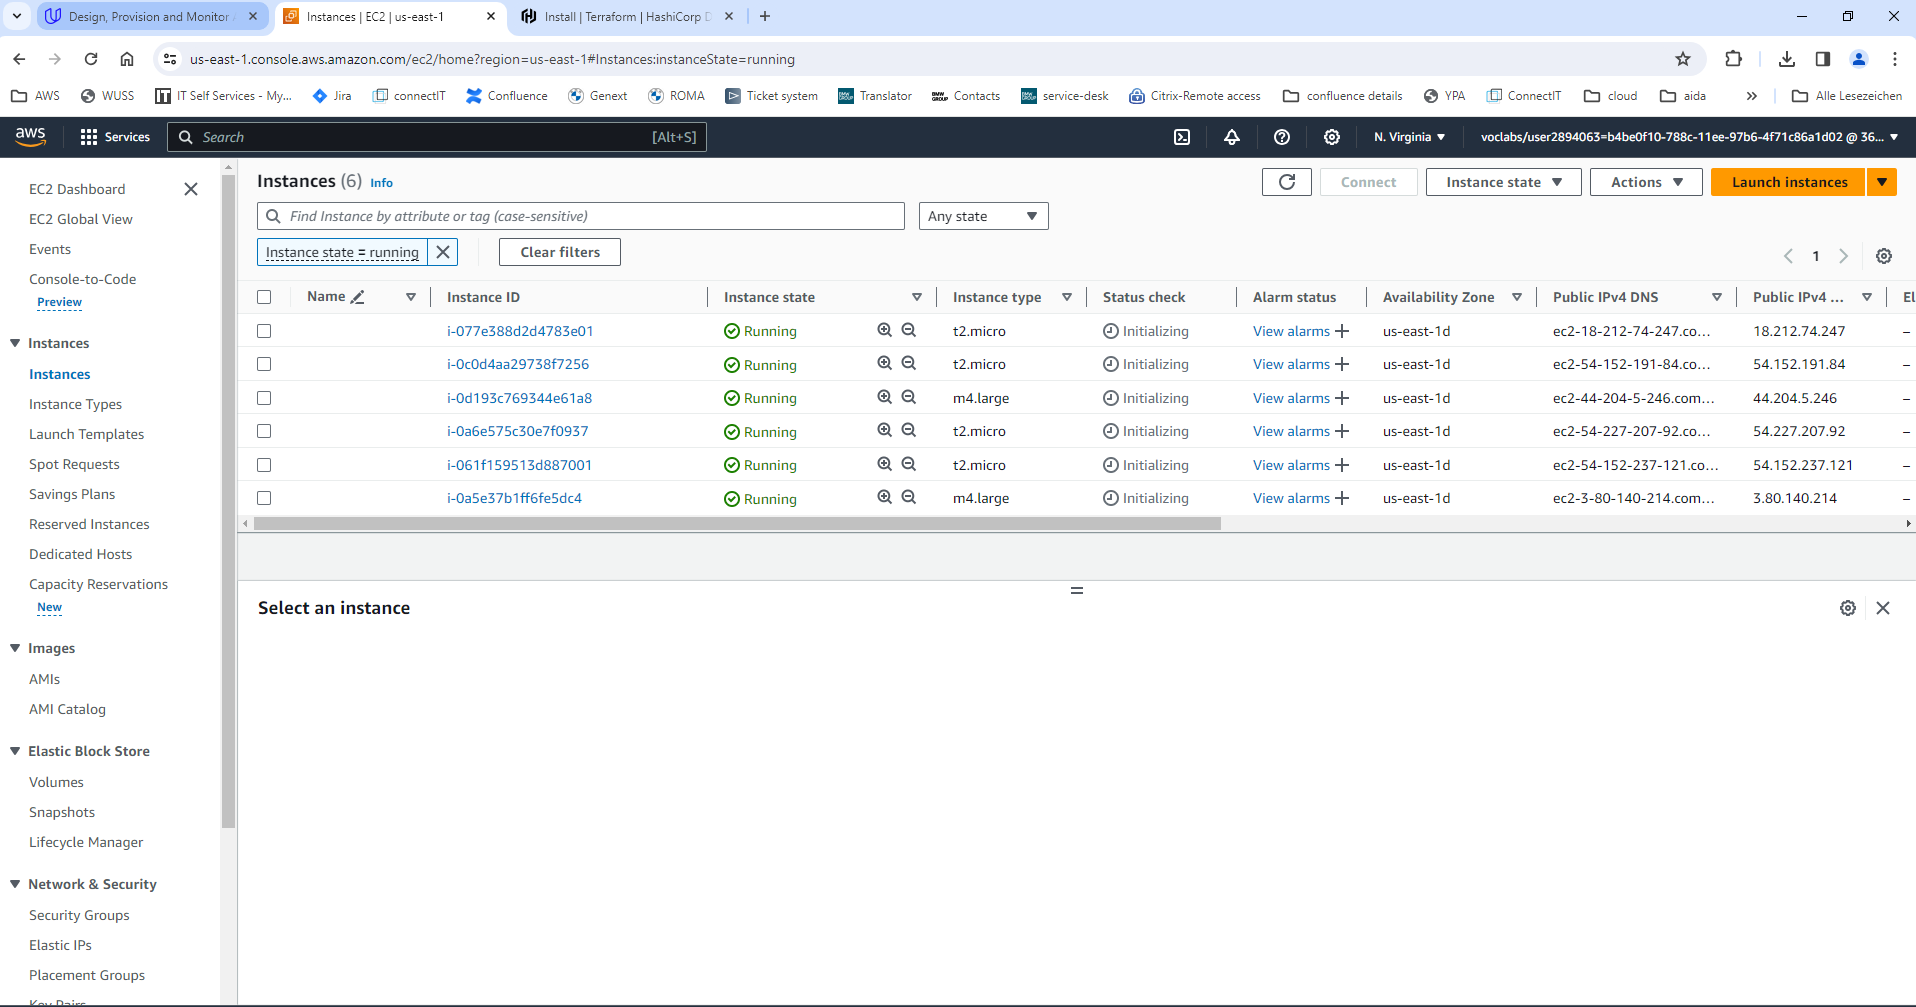 Design, Provision and Monitor
Instances | EC2 | us-east-1
Install | Terraform | HashiCorp D
us-east-1.console.aws.amazon.com/ec2/home?region=us-east-1#Instances:instanceState=running
AWS
WUSS
IT Self Services - My...
Jira
connectIT
Confluence
Genext
ROMA
Ticket system
Translator
Contacts
service-desk
Citrix-Remote access
confluence details
YPA
ConnectIT
cloud
aida
»
Alle Lesezeichen
aws
Services
Search
[Alt+S]
N. Virginia
voclabs/user2894063=b4be0f10-788c-11ee-97b6-4f71c86a1d02 @ 36...
EC2 Dashboard
EC2 Global View
Events
Console-to-Code
Preview
Instances
Instances
Instance Types
Launch Templates
Spot Requests
Savings Plans
Reserved Instances
Dedicated Hosts
Capacity Reservations
New
Images
AMIs
AMI Catalog
Elastic Block Store
Volumes
Snapshots
Lifecycle Manager
Network & Security
Security Groups
Elastic IPs
Placement Groups
Key Pairs
Instances (6) Info
Connect
Instance state
Actions
Launch instances
Find Instance by attribute or tag (case-sensitive)
Any state
Instance state = running
Clear filters
1
Name Instance ID Instance state Instance type Status check Alarm status Availability Zone Public IPv4 DNS Public IPv4 ... El
i-077e388d2d4783e01 Running t2.micro Initializing View alarms us-east-1d ec2-18-212-74-247.co... 18.212.74.247 –
i-0c0d4aa29738f7256 Running t2.micro Initializing View alarms us-east-1d ec2-54-152-191-84.co... 54.152.191.84 –
i-0d193c769344e61a8 Running m4.large Initializing View alarms us-east-1d ec2-44-204-5-246.com... 44.204.5.246 –
i-0a6e575c30e7f0937 Running t2.micro Initializing View alarms us-east-1d ec2-54-227-207-92.co... 54.227.207.92 –
i-061f159513d887001 Running t2.micro Initializing View alarms us-east-1d ec2-54-152-237-121.co... 54.152.237.121 –
i-0a5e37b1ff6fe5dc4 Running m4.large Initializing View alarms us-east-1d ec2-3-80-140-214.com... 3.80.140.214 –
Select an instance